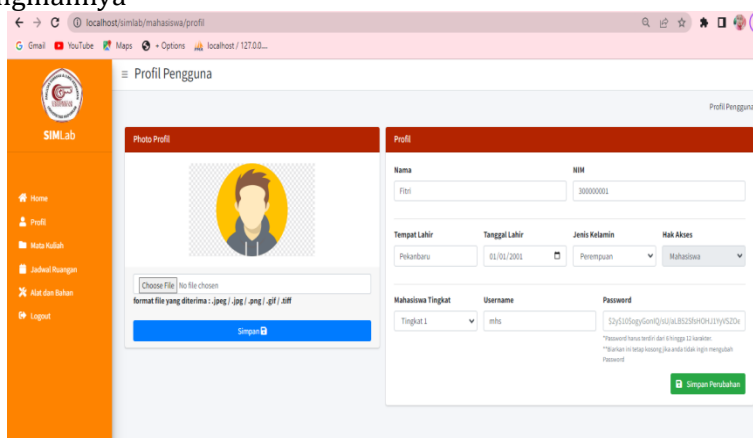 nginannya
localhost/simlab/mahasiswa/profil
Gmail YouTube Maps + Options localhost / 127.0.0....
Profil Pengguna
Profil Pengguna
SIMLab
Home
Profil
Mata Kuliah
Jadwal Ruangan
Alat dan Bahan
Logout
Photo Profil
Choose File No file chosen
format file yang diterima : .jpeg / .jpg / .png / .gif / .tiff
Simpan
Profil
Nama NIM
Fitri 300000001
Tempat Lahir Tanggal Lahir Jenis Kelamin Hak Akses
Pekanbaru 01/01/2001 Perempuan Mahasiswa
Mahasiswa Tingkat Username Password
Tingkat 1 mhs
*Password harus terdiri dari 6 hingga 12 karakter.
**Biarkan ini tetap kosong jika anda tidak ingin mengubah
Password
Simpan Perubahan